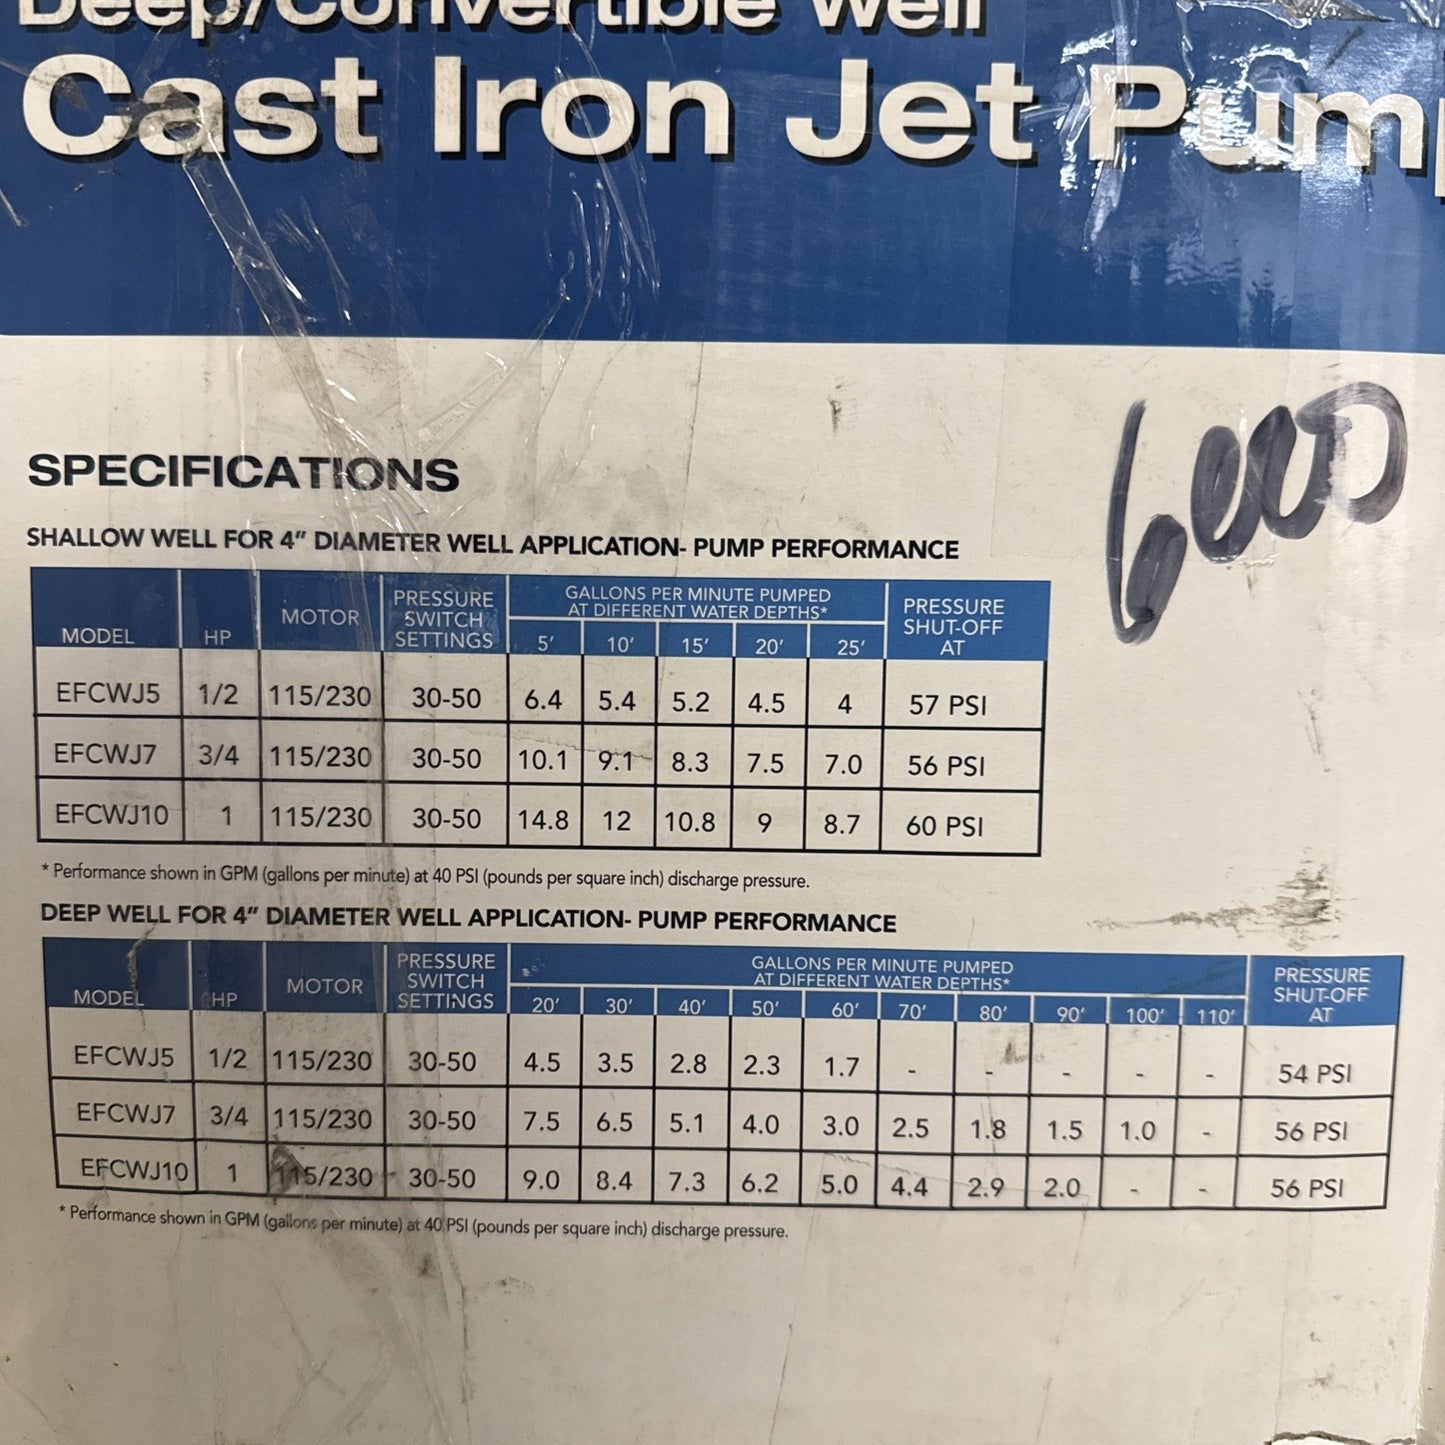 Deep/Convertible Well
Cast Iron Jet Pump
6000
SPECIFICATIONS
SHALLOW WELL FOR 4” DIAMETER WELL APPLICATION- PUMP PERFORMANCE
MODEL HP MOTOR PRESSURE SWITCH SETTINGS GALLONS PER MINUTE PUMPED AT DIFFERENT WATER DEPTHS* PRESSURE SHUT-OFF AT
5’ 10’ 15’ 20’ 25’
EFCWJ5 1/2 115/230 30-50 6.4 5.4 5.2 4.5 4 57 PSI
EFCWJ7 3/4 115/230 30-50 10.1 9.1 8.3 7.5 7.0 56 PSI
EFCWJ10 1 115/230 30-50 14.8 12 10.8 9 8.7 60 PSI
* Performance shown in GPM (gallons per minute) at 40 PSI (pounds per square inch) discharge pressure.
DEEP WELL FOR 4” DIAMETER WELL APPLICATION- PUMP PERFORMANCE
MODEL HP MOTOR PRESSURE SWITCH SETTINGS GALLONS PER MINUTE PUMPED AT DIFFERENT WATER DEPTHS* PRESSURE SHUT-OFF AT
20’ 30’ 40’ 50’ 60’ 70’ 80’ 90’ 100’ 110’
EFCWJ5 1/2 115/230 30-50 4.5 3.5 2.8 2.3 1.7 - - - - - 54 PSI
EFCWJ7 3/4 115/230 30-50 7.5 6.5 5.1 4.0 3.0 2.5 1.8 1.5 1.0 - 56 PSI
EFCWJ10 1 115/230 30-50 9.0 8.4 7.3 6.2 5.0 4.4 2.9 2.0 - - 56 PSI
* Performance shown in GPM (gallons per minute) at 40 PSI (pounds per square inch) discharge pressure.